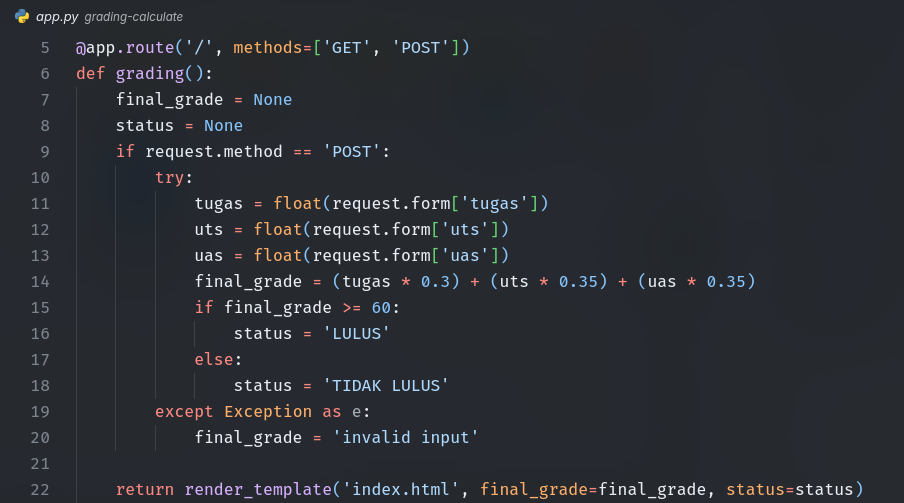 app.py grading-calculate
5 @app.route('/', methods=['GET', 'POST'])
6 def grading():
7     final_grade = None
8     status = None
9     if request.method == 'POST':
10         try:
11             tugas = float(request.form['tugas'])
12             uts = float(request.form['uts'])
13             uas = float(request.form['uas'])
14             final_grade = (tugas * 0.3) + (uts * 0.35) + (uas * 0.35)
15             if final_grade >= 60:
16                 status = 'LULUS'
17             else:
18                 status = 'TIDAK LULUS'
19         except Exception as e:
20             final_grade = 'invalid input'
21
22     return render_template('index.html', final_grade=final_grade, status=status)